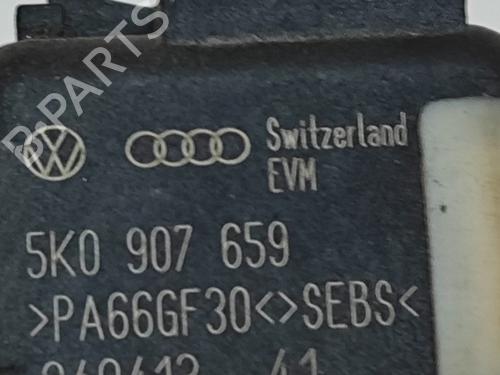 B-PARTS
Switzerland
EVM
5K0 907 659
>PA66GF30<>SEBS<